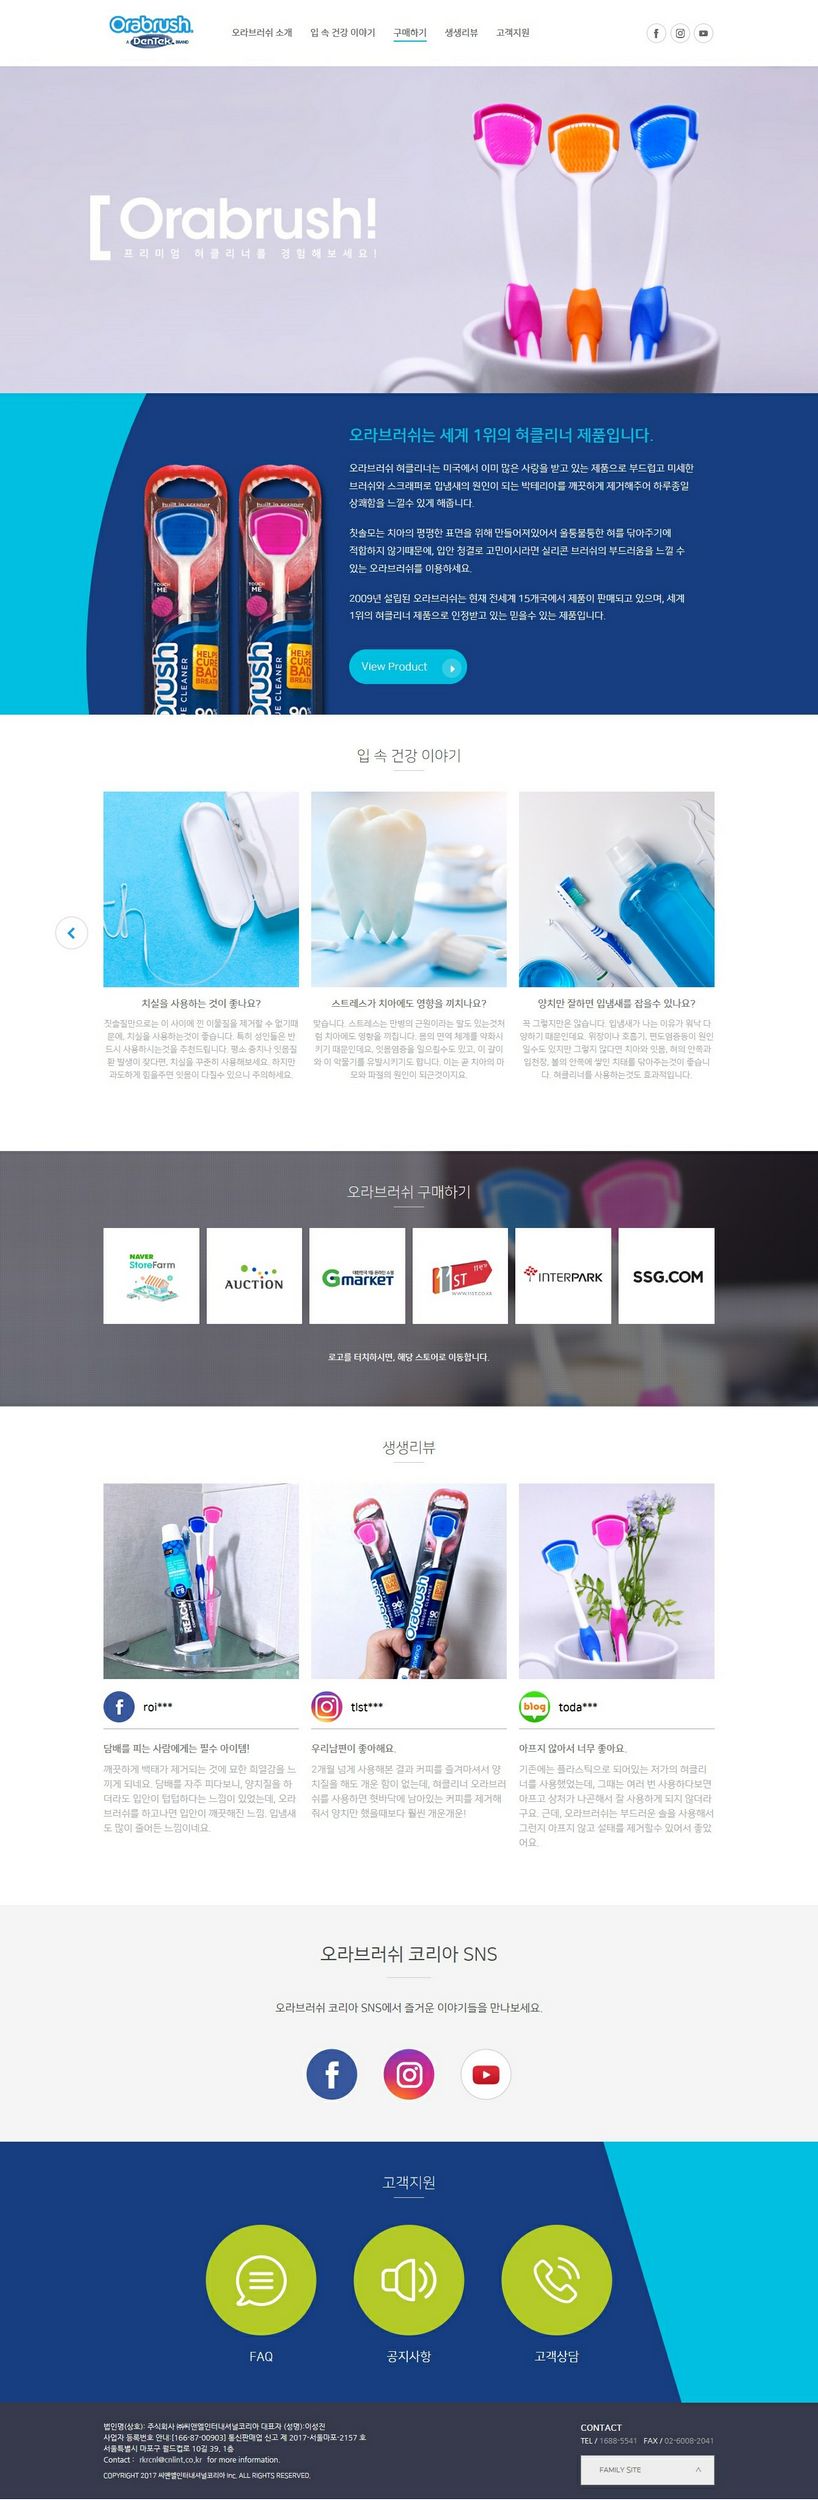 Orabrush.
A DenTek. BRAND
오라브러쉬 소개
입 속 건강 이야기
구매하기
생생리뷰
고객지원
Orabrush!
프리미엄 혀클리너를 경험해보세요!
오라브러쉬는 세계 1위의 혀클리너 제품입니다.
오라브러쉬 혀클리너는 미국에서 이미 많은 사랑을 받고 있는 제품으로 부드럽고 미세한
브러쉬와 스크래퍼로 입냄새의 원인이 되는 박테리아를 깨끗하게 제거해주어 하루종일
상쾌함을 느낄수 있게 해줍니다.
칫솔모는 치아의 평평한 표면을 위해 만들어져있어서 울퉁불퉁한 혀를 닦아주기에
적합하지 않기때문에, 입안 청결로 고민이시라면 실리콘 브러쉬의 부드러움을 느낄 수
있는 오라브러쉬를 이용하세요.
2009년 설립된 오라브러쉬는 현재 전세계 15개국에서 제품이 판매되고 있으며, 세계
1위의 혀클리너 제품으로 인정받고 있는 믿을수 있는 제품입니다.
View Product
built in scraper
TOUCH ME
HELPS CURE BAD BREATH
brush
CLEANER
built in scraper
TOUCH ME
HELPS CURE BAD BREATH
brush
CLEANER
입 속 건강 이야기
치실을 사용하는 것이 좋나요?
칫솔질만으로는 이 사이에 낀 이물질을 제거할 수 없기때
문에, 치실을 사용하는것이 좋습니다. 특히 성인들은 반
드시 사용하시는것을 추천드립니다. 평소 충치나 잇몸질
환 발생이 잦다면, 치실을 꾸준히 사용해보세요. 하지만
과도하게 힘을주면 잇몸이 다칠수 있으니 주의하세요.
스트레스가 치아에도 영향을 끼치나요?
맞습니다. 스트레스는 만병의 근원이라는 말도 있는것처
럼 치아에도 영향을 끼칩니다. 몸의 면역 체계를 약화시
키기 때문인데요, 잇몸염증을 일으킬수도 있고, 이 갈이
와 이 악물기를 유발시키기도 합니다. 이는 곧 치아의 마
모와 파절의 원인이 되곤것이지요.
양치만 잘하면 입냄새를 잡을수 있나요?
꼭 그렇지만은 않습니다. 입냄새가 나는 이유가 워낙 다
양하기 때문인데요. 위장이나 호흡기, 편도염증등이 원인
일수도 있지만 그렇지 않다면 치아와 잇몸, 혀의 안쪽과
입천장, 볼의 안쪽에 쌓인 치태를 닦아주는것이 좋습니
다. 혀클리너를 사용하는것도 효과적입니다.
오라브러쉬 구매하기
NAVER
StoreFarm
AUCTION
대한민국 1등 온라인 쇼핑
Gmarket
11번가
11ST
WWW.11ST.CO.KR
INTERPARK
SSG.COM
로고를 터치하시면, 해당 스토어로 이동합니다.
생생리뷰
REACH
Orabrush
TONGUE CLEANER
90
roi***
tlst***
blog
toda***
담배를 피는 사람에게는 필수 아이템!
깨끗하게 백태가 제거되는 것에 묘한 희열감을 느
끼게 되네요. 담배를 자주 피다보니, 양치질을 하
더라도 입안이 텁텁하다는 느낌이 있었는데, 오라
브러쉬를 하고나면 입안이 깨끗해진 느낌. 입냄새
도 많이 줄어든 느낌이네요.
우리남편이 좋아해요.
2개월 넘게 사용해본 결과 커피를 즐겨마셔서 양
치질을 해도 개운 힘이 없는데, 혀클리너 오라브러
쉬를 사용하면 혓바닥에 남아있는 커피를 제거해
줘서 양치만 했을때보다 훨씬 개운개운!
아프지 않아서 너무 좋아요.
기존에는 플라스틱으로 되어있는 저가의 혀클리
너를 사용했었는데, 그때는 여러 번 사용하다보면
아프고 상처가 나곤해서 잘 사용하게 되지 않더라
구요. 근데, 오라브러쉬는 부드러운 솔을 사용해서
그런지 아프지 않고 설태를 제거할수 있어서 좋았
어요.
오라브러쉬 코리아 SNS
오라브러쉬 코리아 SNS에서 즐거운 이야기들을 만나보세요.
고객지원
FAQ
공지사항
고객상담
법인명(상호): 주식회사 ㈜씨앤엘인터내셔널코리아 대표자 (성명):이성진
사업자 등록번호 안내:[166-87-00903] 통신판매업 신고 제 2017-서울마포-2157 호
서울특별시 마포구 월드컵로 10길 39, 1층
Contact : rkrcnl@cnlint,co,kr for more information.
COPYRIGHT 2017 씨앤엘인터내셔널코리아 Inc. ALL RIGHTS RESERVED.
CONTACT
TEL / 1688-5541 FAX / 02-6008-2041
FAMILY SITE